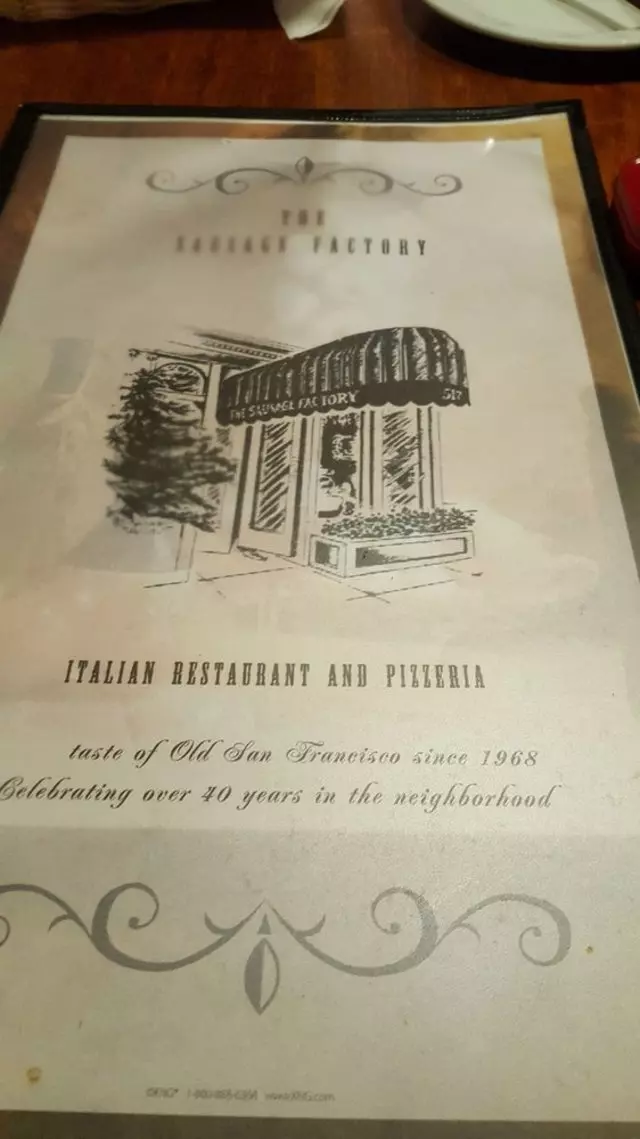 THE
SAUSAGE FACTORY
THE SAUSAGE FACTORY 517
ITALIAN RESTAURANT AND PIZZERIA
taste of Old San Francisco since 1968
Celebrating over 40 years in the neighborhood